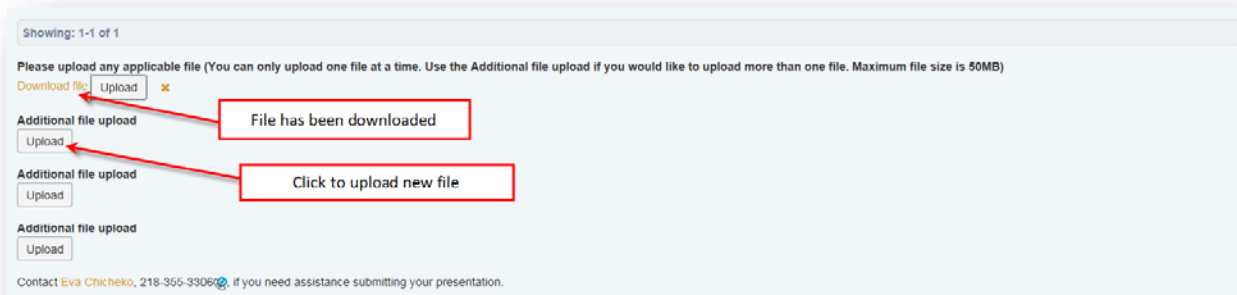 Showing: 1-1 of 1
Please upload any applicable file (You can only upload one file at a time. Use the Additional file upload if you would like to upload more than one file. Maximum file size is 50MB)
Download file Upload
File has been downloaded
Additional file upload
Upload
Click to upload new file
Additional file upload
Upload
Additional file upload
Upload
Contact Eva Chicheko, 218-355-3306, if you need assistance submitting your presentation.